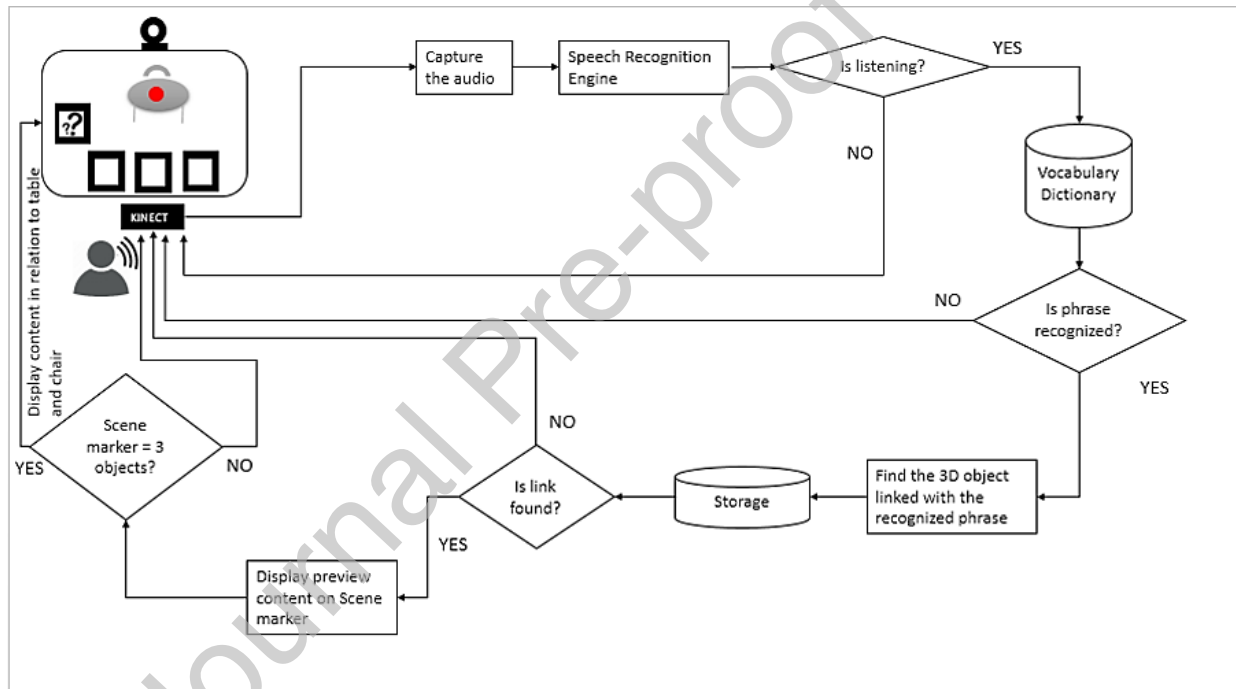 Capture
the audio
Speech Recognition
Engine
Is listening?
YES
NO
??
KINECT
Vocabulary
Dictionary
Display content in relation to table
and chair
NO
Is phrase
recognized?
YES
Scene
marker = 3
objects?
YES
NO
NO
Is link
found?
YES
Storage
Find the 3D object
linked with the
recognized phrase
Display preview
content on Scene
marker
Journal Pre-proof